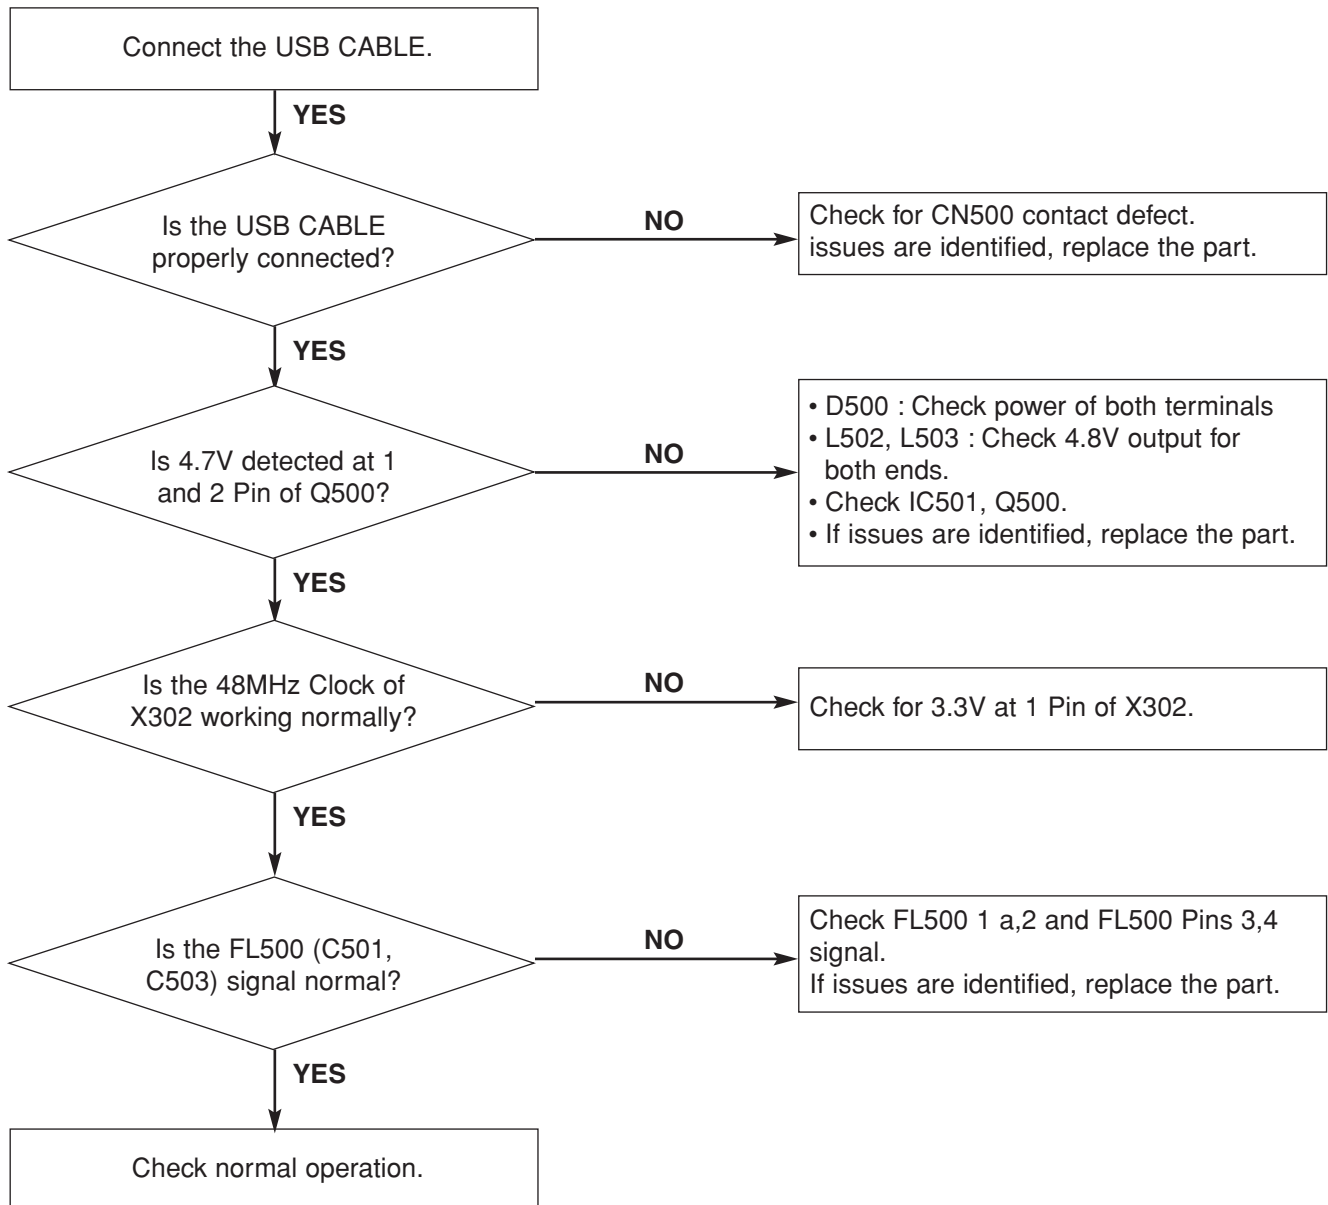 Connect the USB CABLE.
YES
Is the USB CABLE
properly connected?
NO
Check for CN500 contact defect.
issues are identified, replace the part.
YES
Is 4.7V detected at 1
and 2 Pin of Q500?
NO
• D500 : Check power of both terminals
• L502, L503 : Check 4.8V output for
both ends.
• Check IC501, Q500.
• If issues are identified, replace the part.
YES
Is the 48MHz Clock of
X302 working normally?
NO
Check for 3.3V at 1 Pin of X302.
YES
Is the FL500 (C501,
C503) signal normal?
NO
Check FL500 1 a,2 and FL500 Pins 3,4
signal.
If issues are identified, replace the part.
YES
Check normal operation.